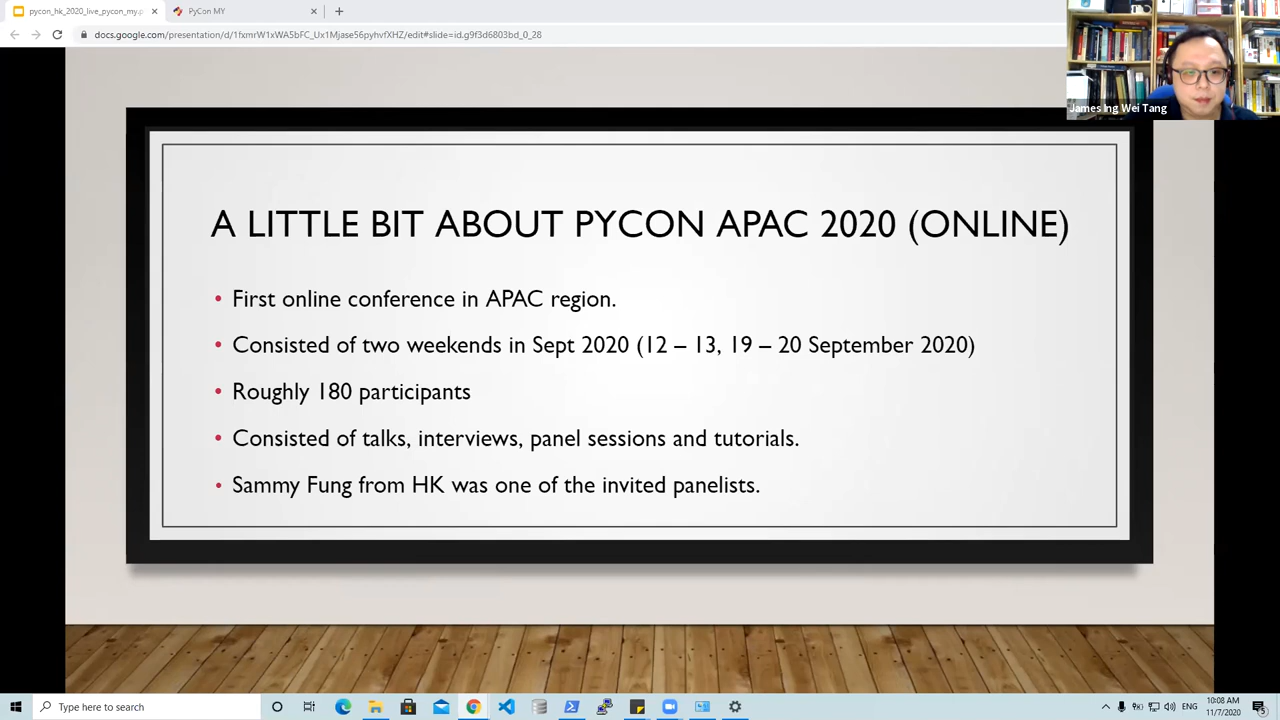 pycon_hk_2020_live_pycon_my.p
PyCon MY
docs.google.com/presentation/d/1fxmrW1xWA5bFC_Ux1Mjase56pyhvfXHZ/edit#slide=id.g9f3d6803bd_0_28
James Ing Wei Tang
A LITTLE BIT ABOUT PYCON APAC 2020 (ONLINE)
• First online conference in APAC region.
• Consisted of two weekends in Sept 2020 (12 – 13, 19 – 20 September 2020)
• Roughly 180 participants
• Consisted of talks, interviews, panel sessions and tutorials.
• Sammy Fung from HK was one of the invited panelists.
Type here to search
ENG
10:08 AM
11/7/2020
5